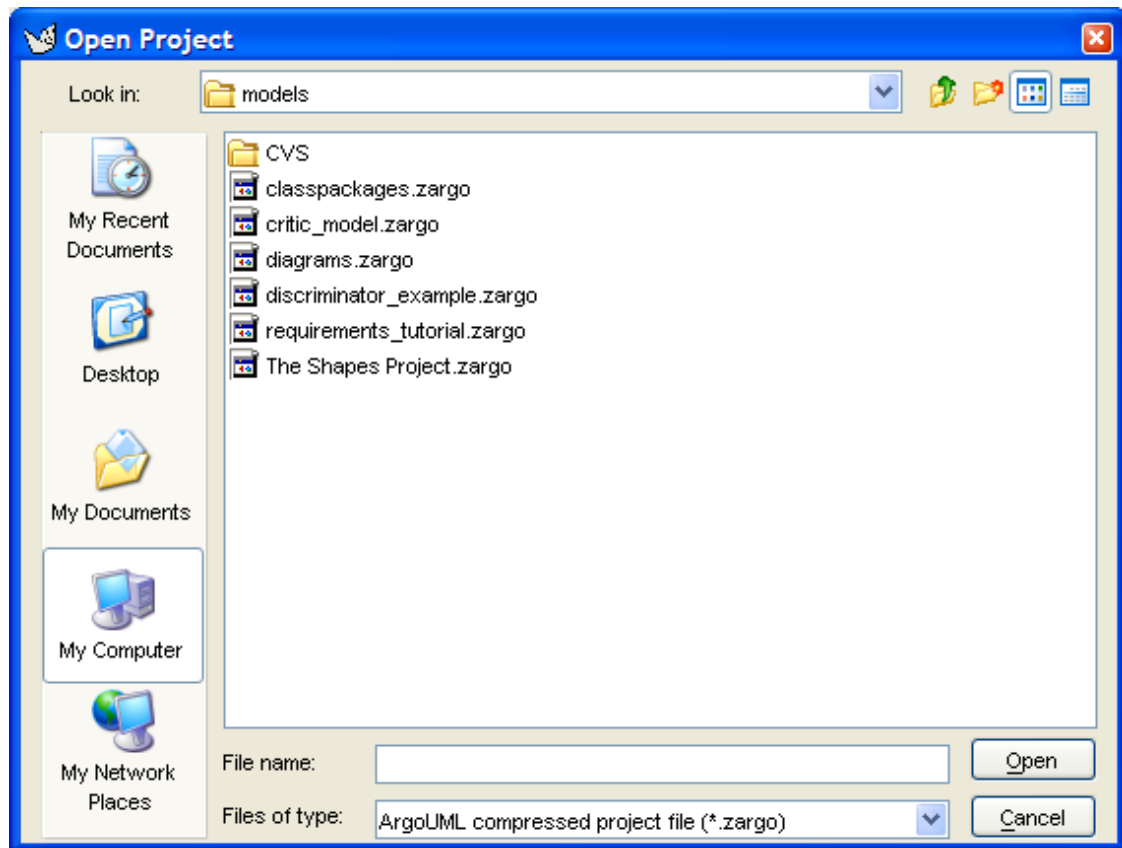 Open Project
Look in:
models
My Recent
Documents
Desktop
My Documents
My Computer
My Network
Places
CVS
classpackages.zargo
critic_model.zargo
diagrams.zargo
discriminator_example.zargo
requirements_tutorial.zargo
The Shapes Project.zargo
File name:
Open
Files of type:
ArgoUML compressed project file (*.zargo)
Cancel